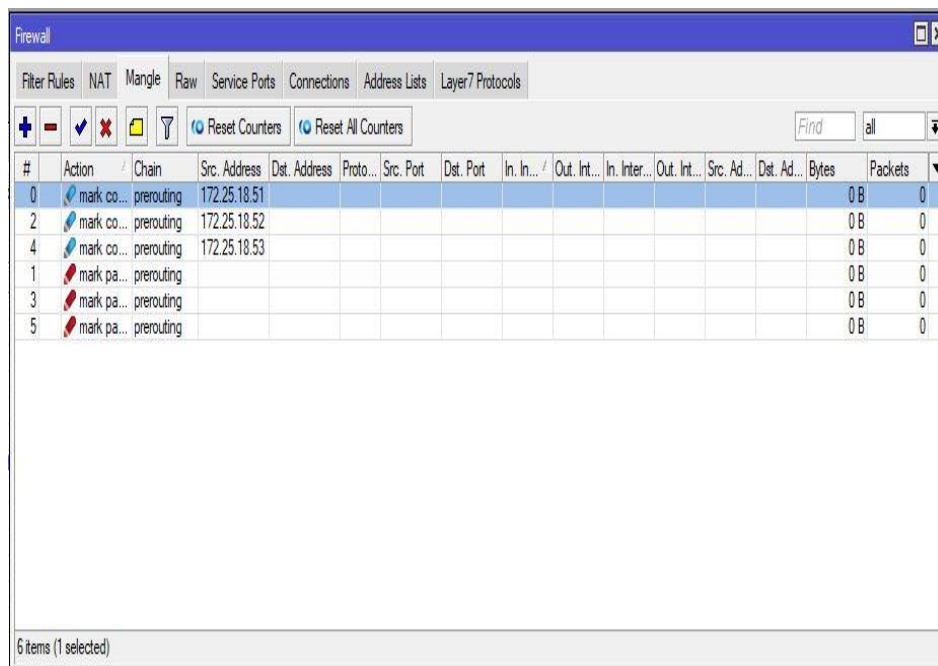 Firewall
Filter Rules NAT Mangle Raw Service Ports Connections Address Lists Layer7 Protocols
Reset Counters Reset All Counters Find all
# Action Chain Src. Address Dst. Address Proto... Src. Port Dst. Port In. In... Out. Int... In. Inter... Out. Int... Src. Ad... Dst. Ad... Bytes Packets
0 mark co... prerouting 172.25.18.51 0 B 0
2 mark co... prerouting 172.25.18.52 0 B 0
4 mark co... prerouting 172.25.18.53 0 B 0
1 mark pa... prerouting 0 B 0
3 mark pa... prerouting 0 B 0
5 mark pa... prerouting 0 B 0
6 items (1 selected)